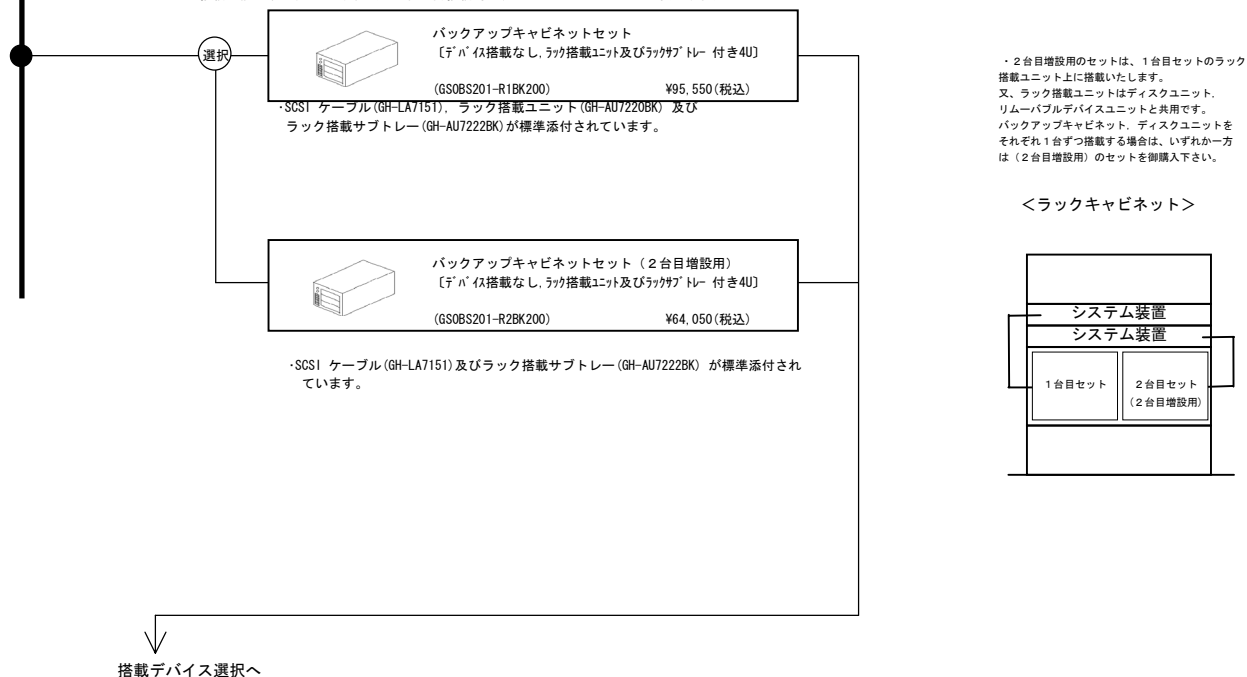 選択
バックアップキャビネットセット
〔ﾃﾞﾊﾞｲｽ搭載なし,ﾗｯｸ搭載ﾕﾆｯﾄ及びﾗｯｸｻﾌﾞﾄﾚｰ 付き4U〕
(GSOBS201-R1BK200) ¥95,550(税込)
・SCSI ケーブル(GH-LA7151), ラック搭載ユニット(GH-AU7220BK) 及び
ラック搭載サブトレー(GH-AU7222BK)が標準添付されています。
バックアップキャビネットセット（２台目増設用）
〔ﾃﾞﾊﾞｲｽ搭載なし,ﾗｯｸ搭載ﾕﾆｯﾄ及びﾗｯｸｻﾌﾞﾄﾚｰ 付き4U〕
(GSOBS201-R2BK200) ¥64,050(税込)
・SCSI ケーブル(GH-LA7151)及びラック搭載サブトレー(GH-AU7222BK) が標準添付され
ています。
搭載デバイス選択へ
・２台目増設用のセットは、１台目セットのラック
搭載ユニット上に搭載いたします。
又、ラック搭載ユニットはディスクユニット.
リムーバブルデバイスユニットと共用です。
バックアップキャビネット. ディスクユニットを
それぞれ１台ずつ搭載する場合は、いずれか一方
は（２台目増設用）のセットを御購入下さい。
＜ラックキャビネット＞
システム装置
システム装置
１台目セット
２台目セット
（２台目増設用）